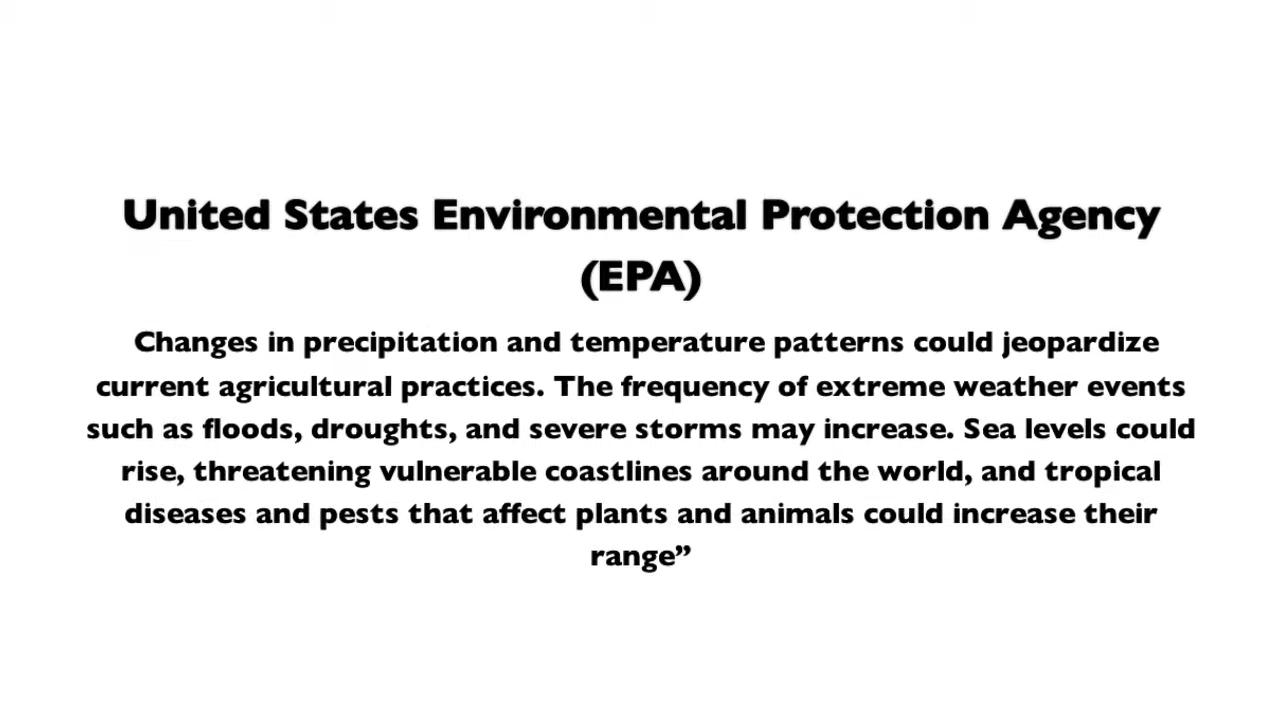 United States Environmental Protection Agency
(EPA)
Changes in precipitation and temperature patterns could jeopardize
current agricultural practices. The frequency of extreme weather events
such as floods, droughts, and severe storms may increase. Sea levels could
rise, threatening vulnerable coastlines around the world, and tropical
diseases and pests that affect plants and animals could increase their
range”